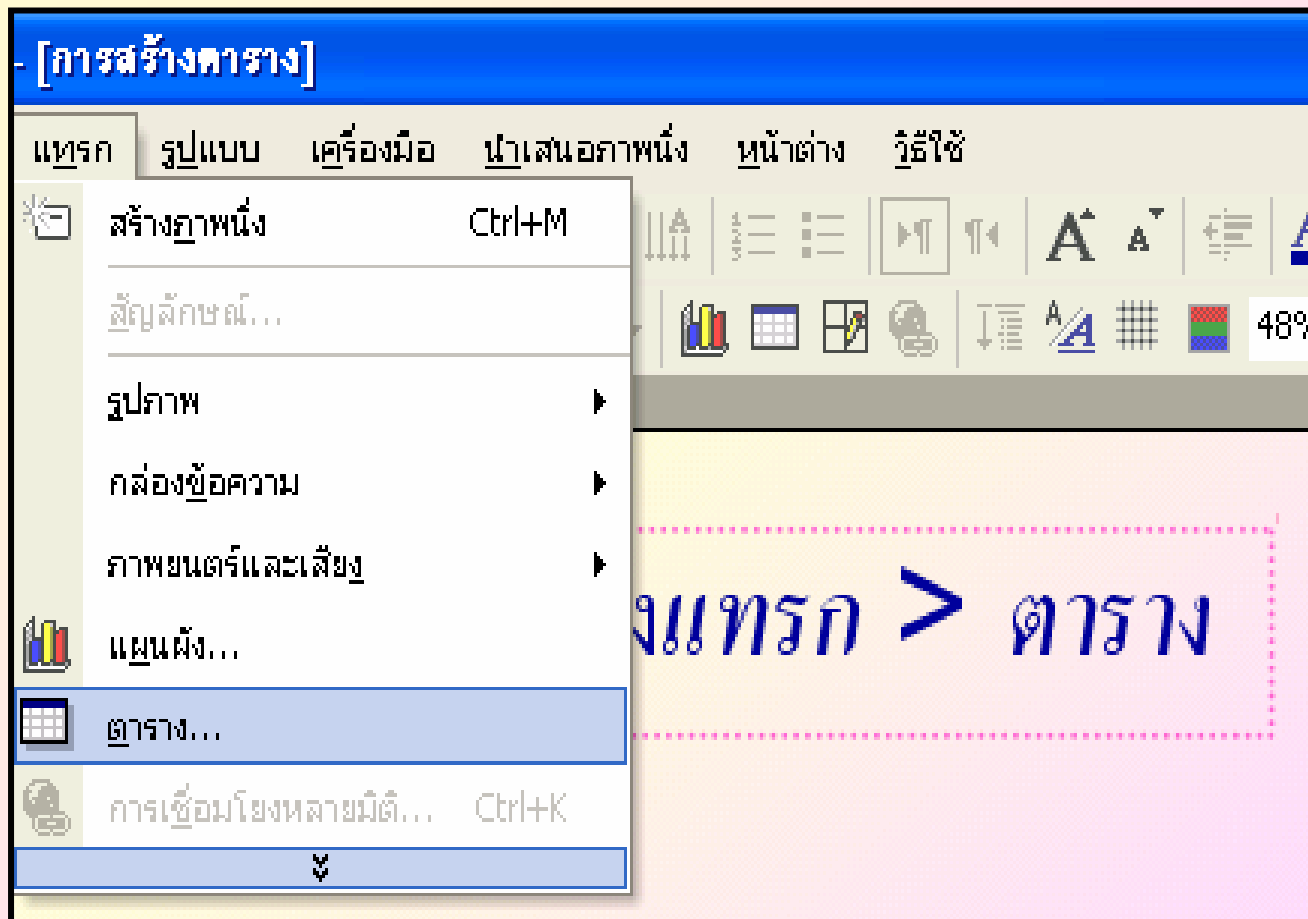 - [การสร้างตาราง]
แทรก รูปแบบ เครื่องมือ นำเสนอภาพนิ่ง หน้าต่าง วิธีใช้
สร้างภาพนิ่ง Ctrl+M
สัญลักษณ์...
48%
รูปภาพ
กล่องข้อความ
ภาพยนตร์และเสียง
แทรก > ตาราง
แผนผัง...
ตาราง...
การเชื่อมโยงหลายมิติ... Ctrl+K